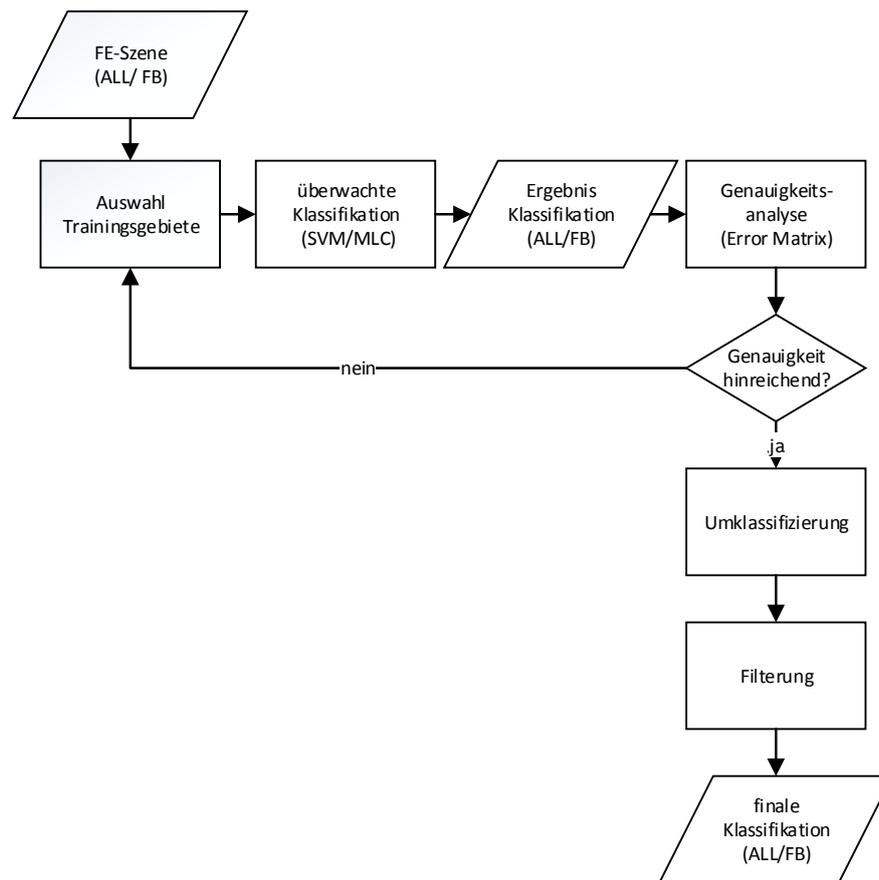 FE-Szene
(ALL/ FB)
Auswahl
Trainingsgebiete
überwachte
Klassifikation
(SVM/MLC)
Ergebnis
Klassifikation
(ALL/FB)
Genauigkeits-
analyse
(Error Matrix)
Genauigkeit
hinreichend?
nein
ja
Umklassifizierung
Filterung
finale
Klassifikation
(ALL/FB)